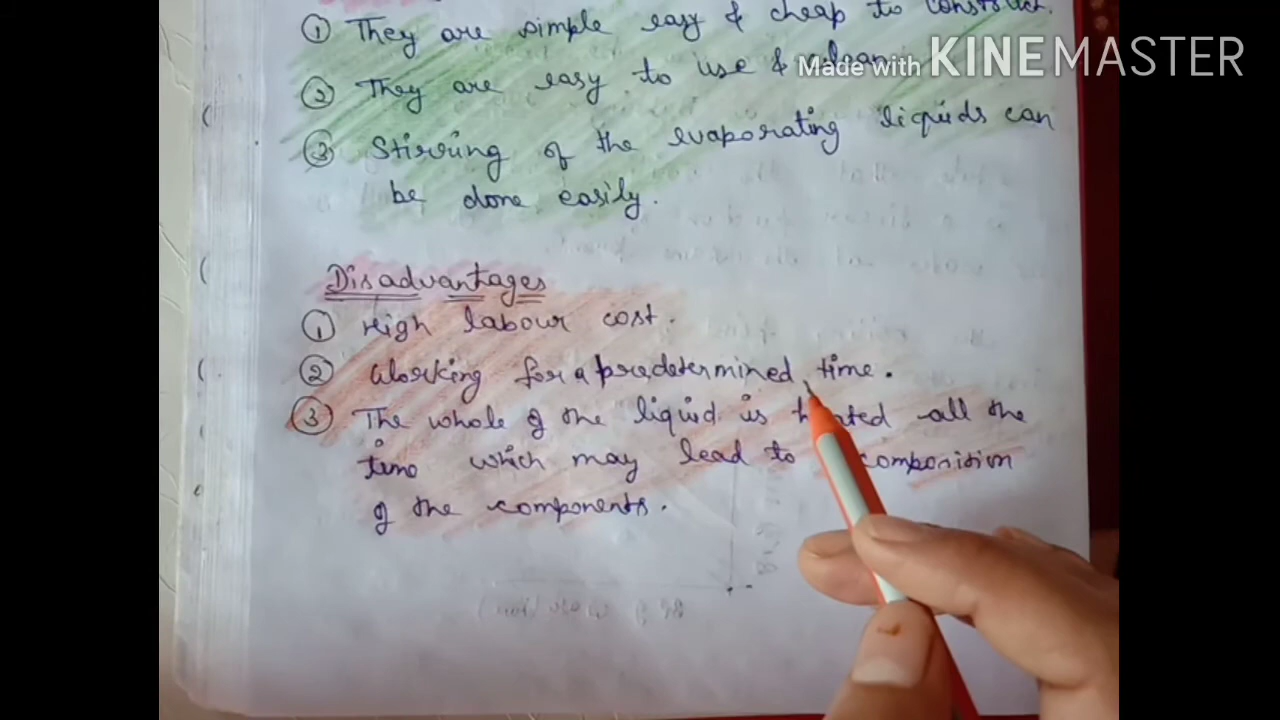 ① They are simple easy & cheap to construct.
② They are easy to use & clean
Made with KINEMASTER
③ Stirring of the evaporating liquids can
be done easily.
Disadvantages
① High labour cost.
② Working for a predetermined time.
③ The whole of the liquid is heated all the
time which may lead to composition
of the components.